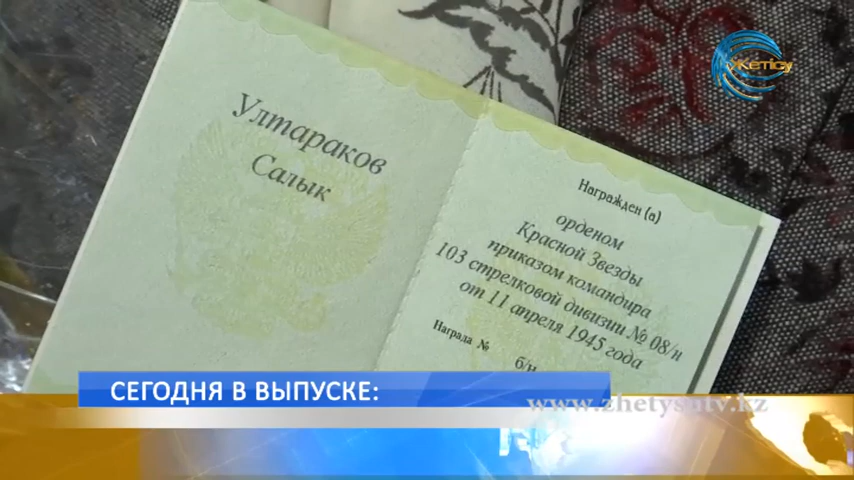 Жетісу
Ултараков
Салык
Награжден (а)
орденом
Красной Звезды
приказом командира
103 стрелковой дивизии № 08/н
от 11 апреля 1945 года
Награда № б/н
СЕГОДНЯ В ВЫПУСКЕ:
www.zhetysutv.kz